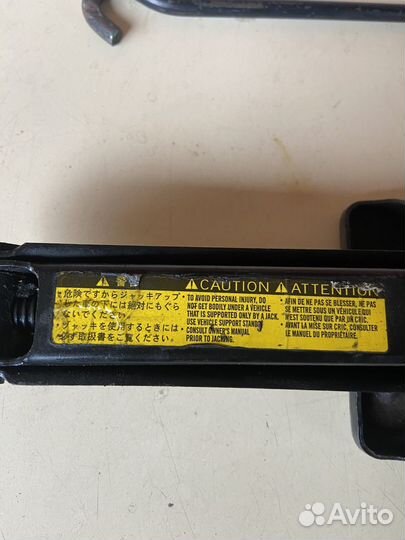 ⚠ 警
・危険ですからジャッキアップ
した車の下には絶対にもぐら
ないでください。
・ジャッキを使用するときには
必ず取扱書をご覧ください。
⚠ CAUTION
• TO AVOID PERSONAL INJURY, DO
NOT GET BODILY UNDER A VEHICLE
THAT IS SUPPORTED ONLY BY A JACK.
USE VEHICLE SUPPORT STAND
• CONSULT OWNER'S MANUAL
PRIOR TO JACKING.
⚠ ATTENTION
• AFIN DE NE PAS SE BLESSER, NE PAS
SE METTRE SOUS UN VÉHICULE QUI
N'EST SOUTENU QUE PAR UN CRIC.
• AVANT LA MISE SUR CRIC, CONSULTER
LE MANUEL DU PROPRIÉTAIRE.
Avito